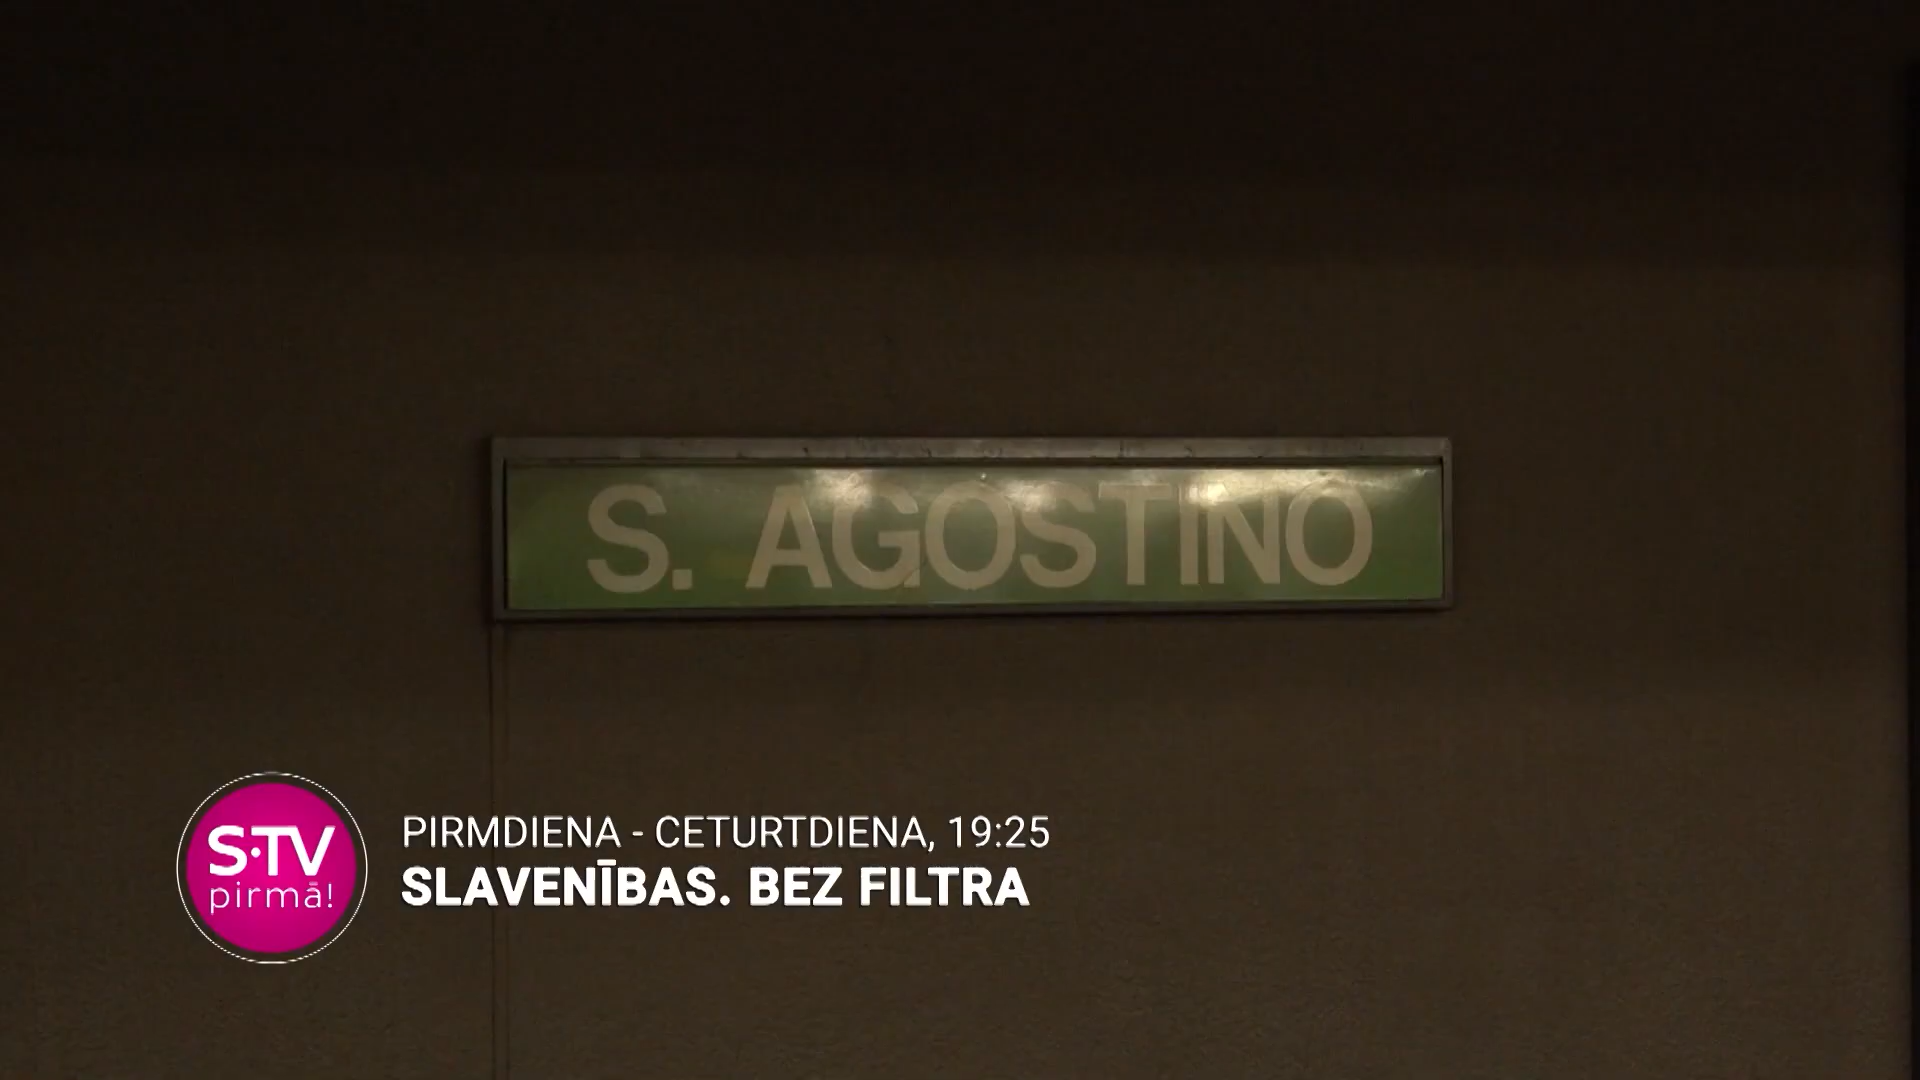 S. AGOSTINO
S·TV
pirmā!
PIRMDIENA - CETURTDIENA, 19:25
SLAVENĪBAS. BEZ FILTRA